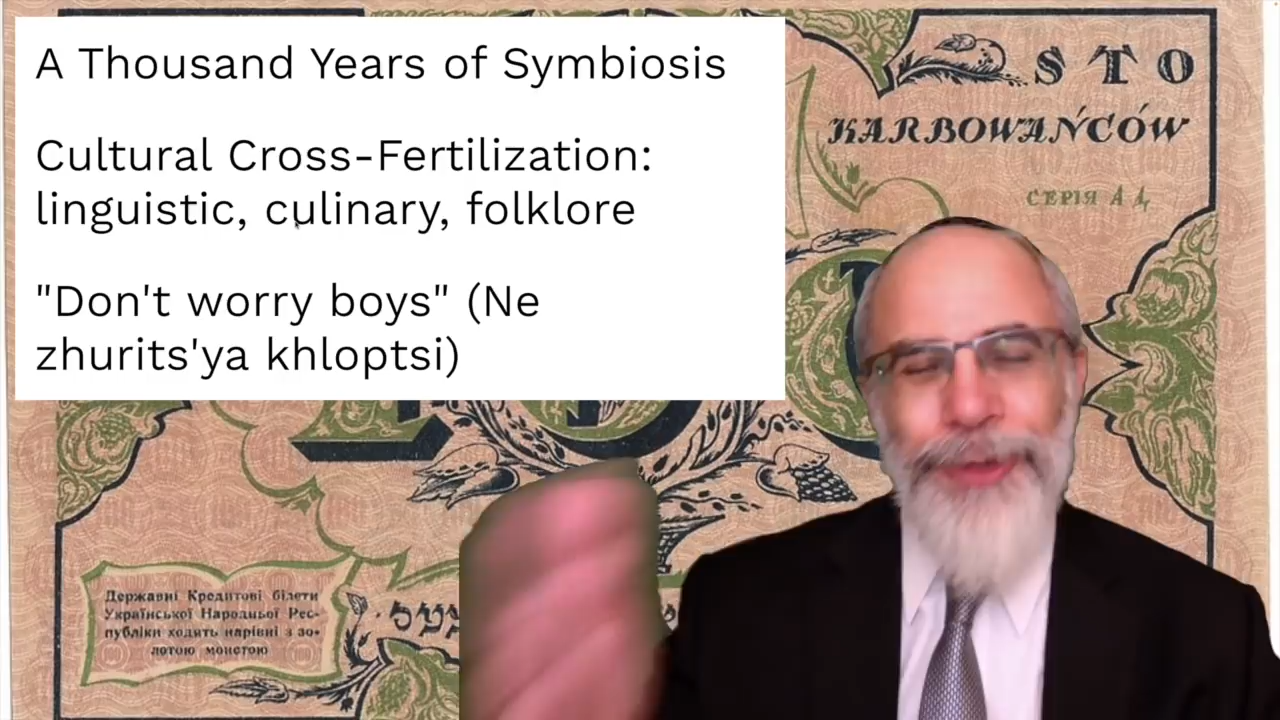 A Thousand Years of Symbiosis
Cultural Cross-Fertilization:
linguistic, culinary, folklore
"Don't worry boys" (Ne
zhurits'ya khloptsi)
STO
KARBOWAŃCÓW
СЕРІЯ А Д
Державні Кредитові білети
Української Народньої Рес-
публіки ходять нарівні з зо-
лотою монетою